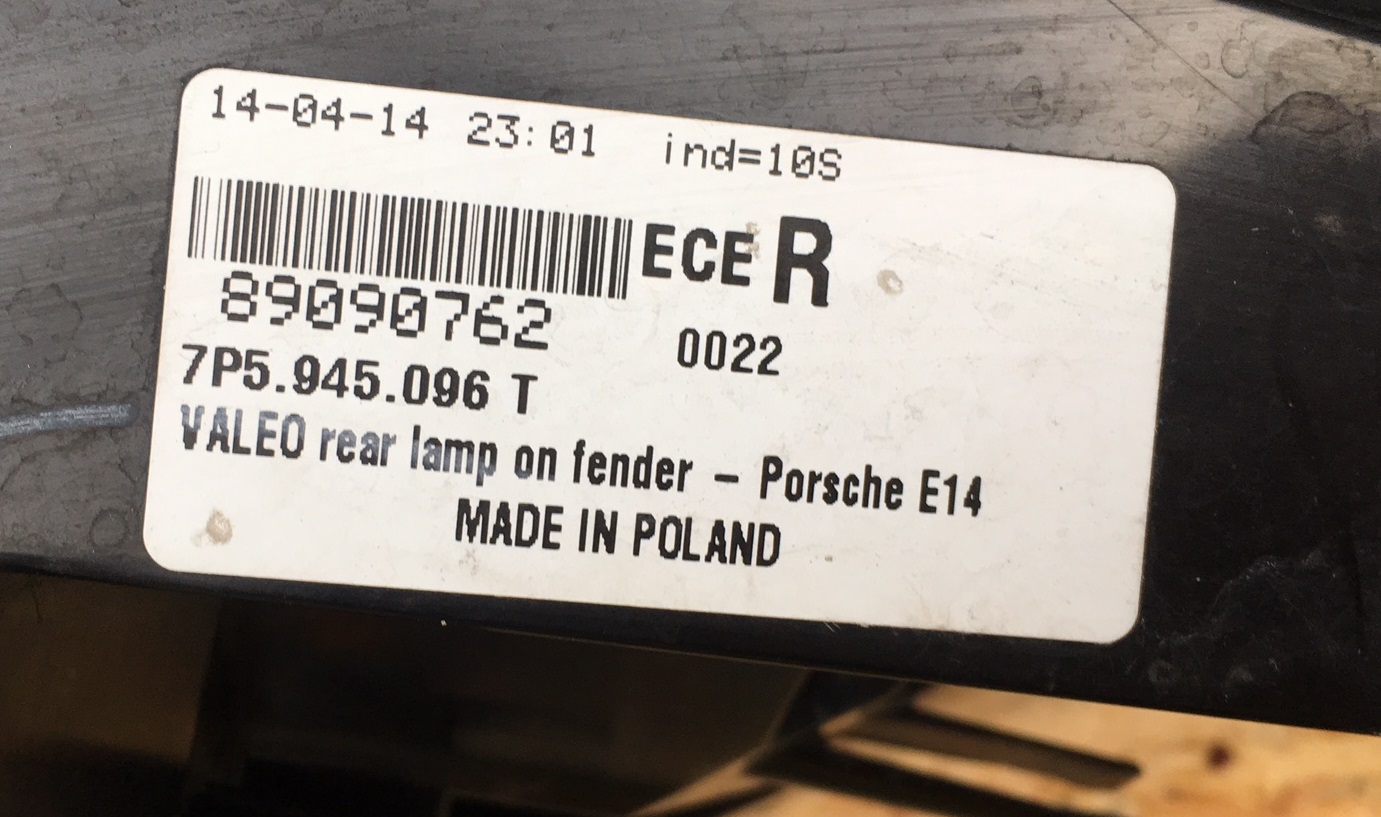 14-04-14 23:01 ind=10S
ECE R
89090762
0022
7P5.945.096 T
VALEO rear lamp on fender – Porsche E14
MADE IN POLAND